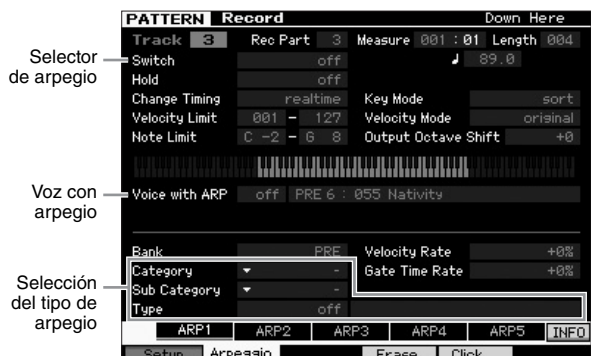 PATTERN Record Down Here
Track 3 Rec Part 3 Measure 001 : 01 Length 004
Selector de arpegio
Switch off ♩ 89.0
Hold off
Change Timing realtime Key Mode sort
Velocity Limit 001 - 127 Velocity Mode original
Note Limit C -2 - G 8 Output Octave Shift +0
Voz con arpegio
Voice with ARP off PRE 6 : 055 Nativity
Bank PRE Velocity Rate +0%
Selección del tipo de arpegio
Category - Gate Time Rate +0%
Sub Category -
Type off
ARP1 ARP2 ARP3 ARP4 ARP5 INFO
Setup Arpeggio Erase Click